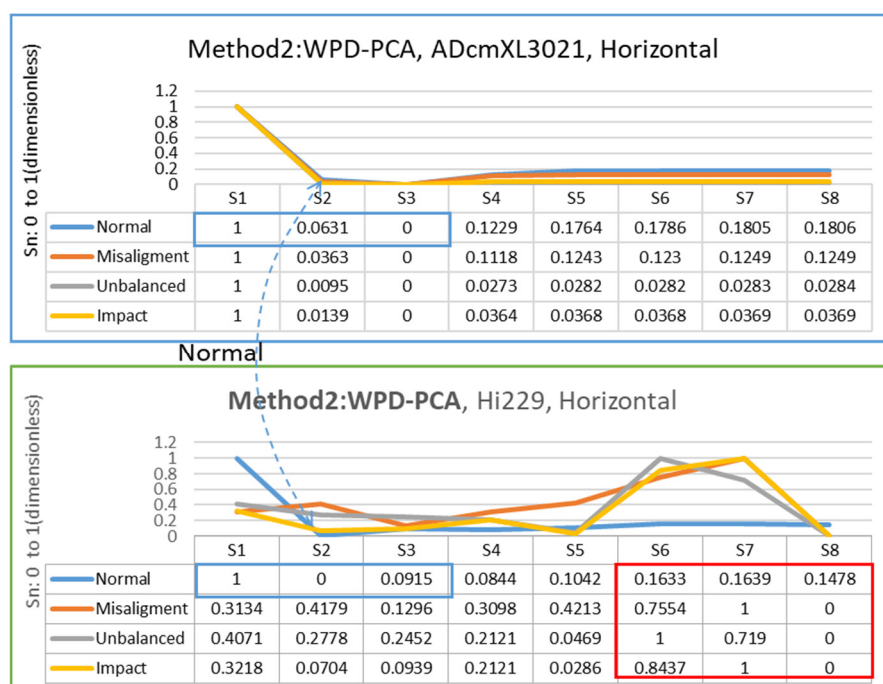 Method2:WPD-PCA, ADcmXL3021, Horizontal
Sn: 0 to 1(dimensionless)
1.2
1
0.8
0.6
0.4
0.2
0
S1 S2 S3 S4 S5 S6 S7 S8
Normal 1 0.0631 0 0.1229 0.1764 0.1786 0.1805 0.1806
Misaligment 1 0.0363 0 0.1118 0.1243 0.123 0.1249 0.1249
Unbalanced 1 0.0095 0 0.0273 0.0282 0.0282 0.0283 0.0284
Impact 1 0.0139 0 0.0364 0.0368 0.0368 0.0369 0.0369
Normal
Method2:WPD-PCA, Hi229, Horizontal
Sn: 0 to 1(dimensionless)
1.2
1
0.8
0.6
0.4
0.2
0
S1 S2 S3 S4 S5 S6 S7 S8
Normal 1 0 0.0915 0.0844 0.1042 0.1633 0.1639 0.1478
Misaligment 0.3134 0.4179 0.1296 0.3098 0.4213 0.7554 1 0
Unbalanced 0.4071 0.2778 0.2452 0.2121 0.0469 1 0.719 0
Impact 0.3218 0.0704 0.0939 0.2121 0.0286 0.8437 1 0